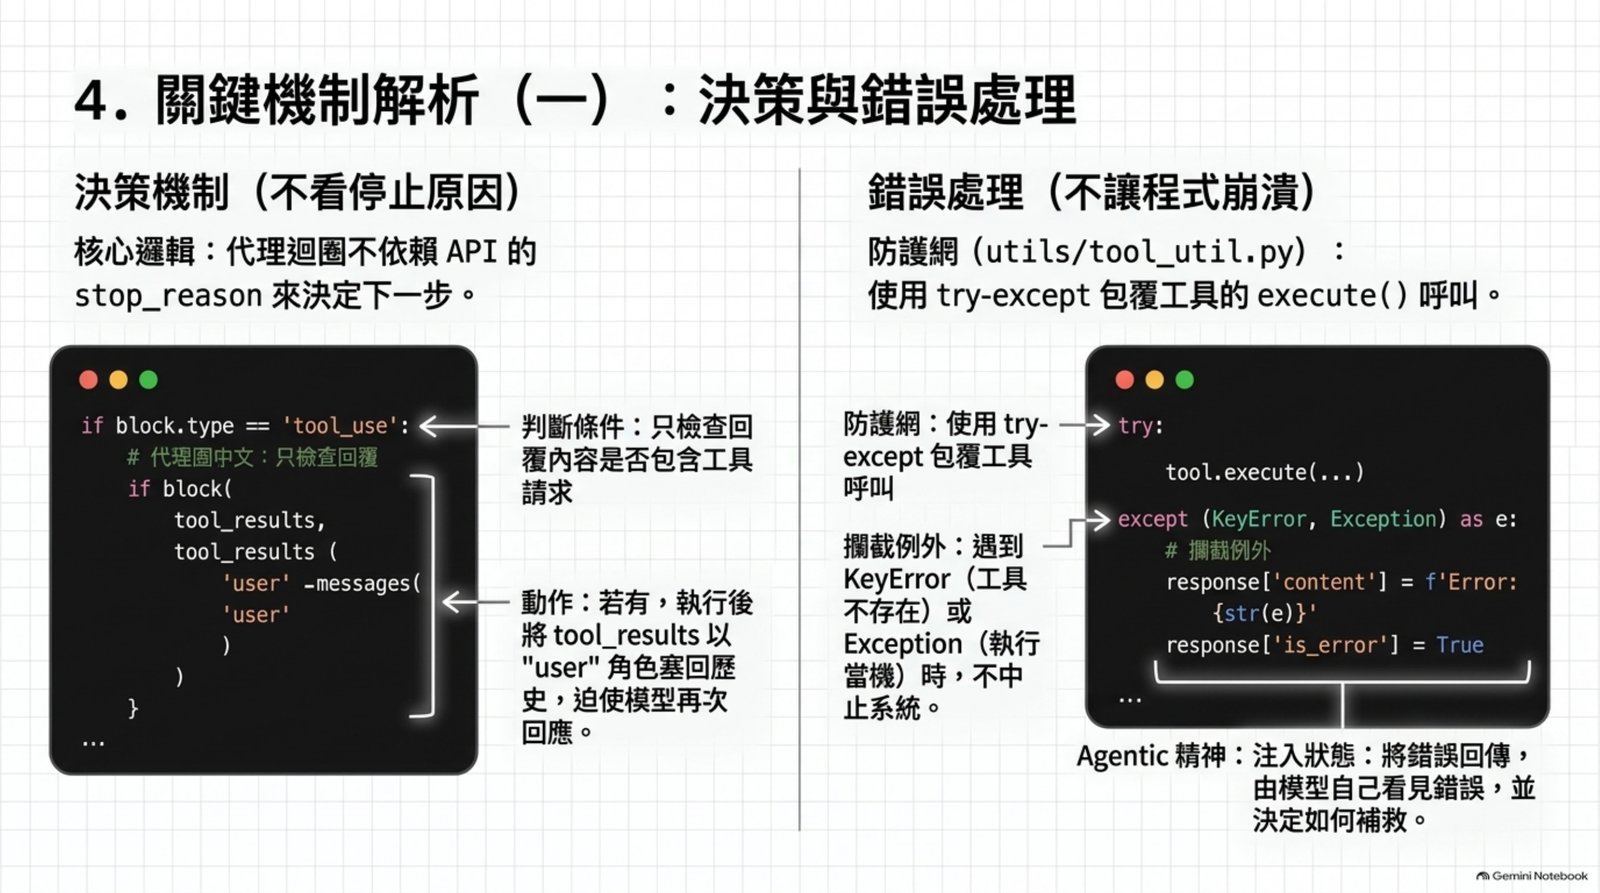 4. 關鍵機制解析（一）：決策與錯誤處理
決策機制（不看停止原因）
核心邏輯：代理迴圈不依賴 API 的
stop_reason 來決定下一步。
if block.type == 'tool_use':
# 代理圄中文：只檢查回覆
if block(
tool_results,
tool_results (
'user' -messages(
'user'
)
)
}
...
判斷條件：只檢查回
覆內容是否包含工具
請求
動作：若有，執行後
將 tool_results 以
"user" 角色塞回歷
史，迫使模型再次
回應。
錯誤處理（不讓程式崩潰）
防護網（utils/tool_util.py）：
使用 try-except 包覆工具的 execute() 呼叫。
防護網：使用 try-
except 包覆工具
呼叫
攔截例外：遇到
KeyError（工具
不存在）或
Exception（執行
當機）時，不中
止系統。
try:
tool.execute(...)
except (KeyError, Exception) as e:
# 攔截例外
response['content'] = f'Error:
{str(e)}'
response['is_error'] = True
...
Agentic 精神：注入狀態：將錯誤回傳，
由模型自己看見錯誤，並
決定如何補救。
Gemini Notebook